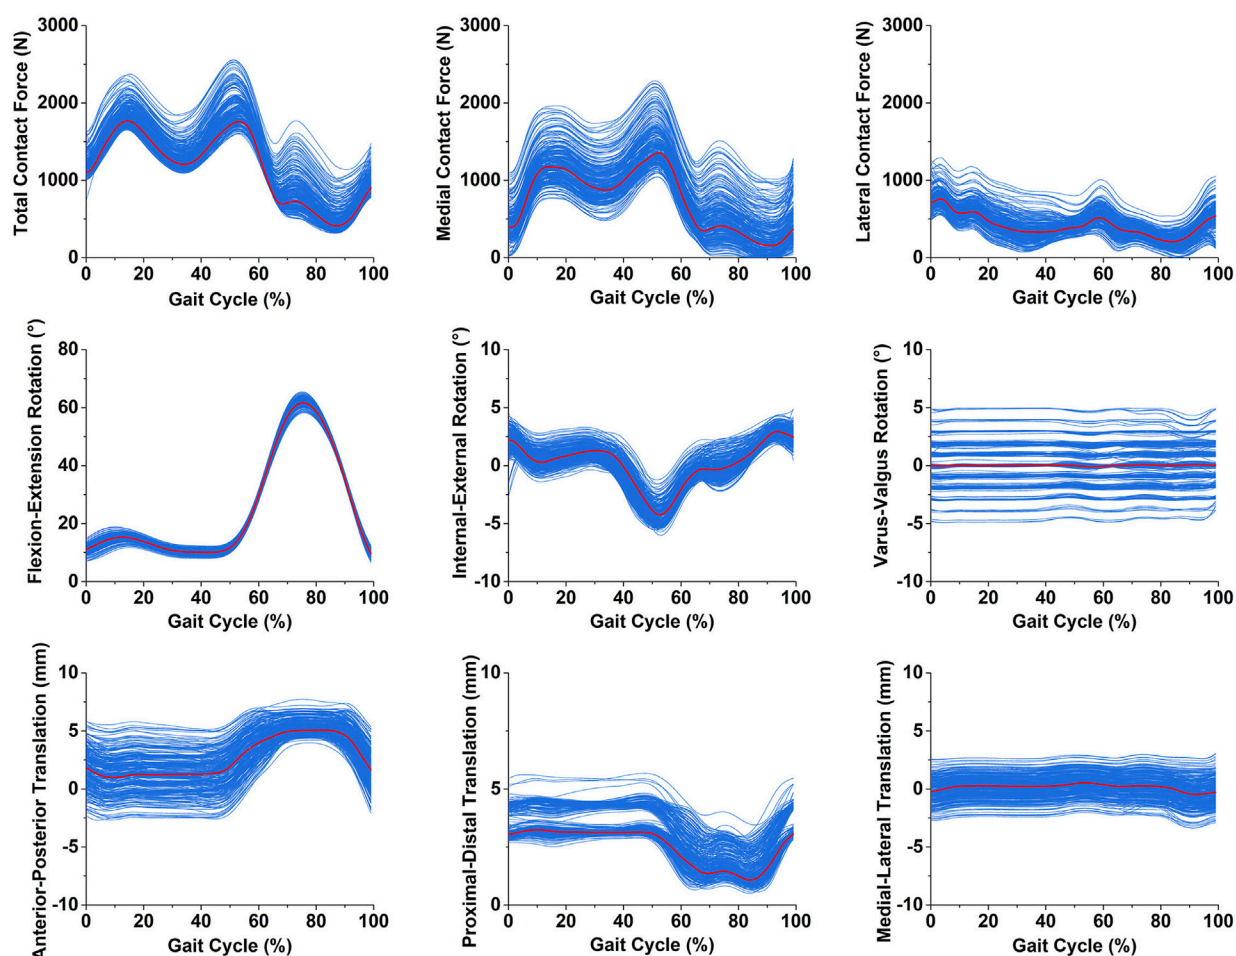 Total Contact Force (N)
3000
2000
1000
0
0 20 40 60 80 100
Gait Cycle (%)
Medial Contact Force (N)
3000
2000
1000
0
0 20 40 60 80 100
Gait Cycle (%)
Lateral Contact Force (N)
3000
2000
1000
0
0 20 40 60 80 100
Gait Cycle (%)
Flexion-Extension Rotation (°)
80
60
40
20
0
0 20 40 60 80 100
Gait Cycle (%)
Internal-External Rotation (°)
10
5
0
-5
-10
0 20 40 60 80 100
Gait Cycle (%)
Varus-Valgus Rotation (°)
10
5
0
-5
-10
0 20 40 60 80 100
Gait Cycle (%)
Anterior-Posterior Translation (mm)
10
5
0
-5
-10
0 20 40 60 80 100
Gait Cycle (%)
Proximal-Distal Translation (mm)
10
5
0
0 20 40 60 80 100
Gait Cycle (%)
Medial-Lateral Translation (mm)
10
5
0
-5
-10
0 20 40 60 80 100
Gait Cycle (%)